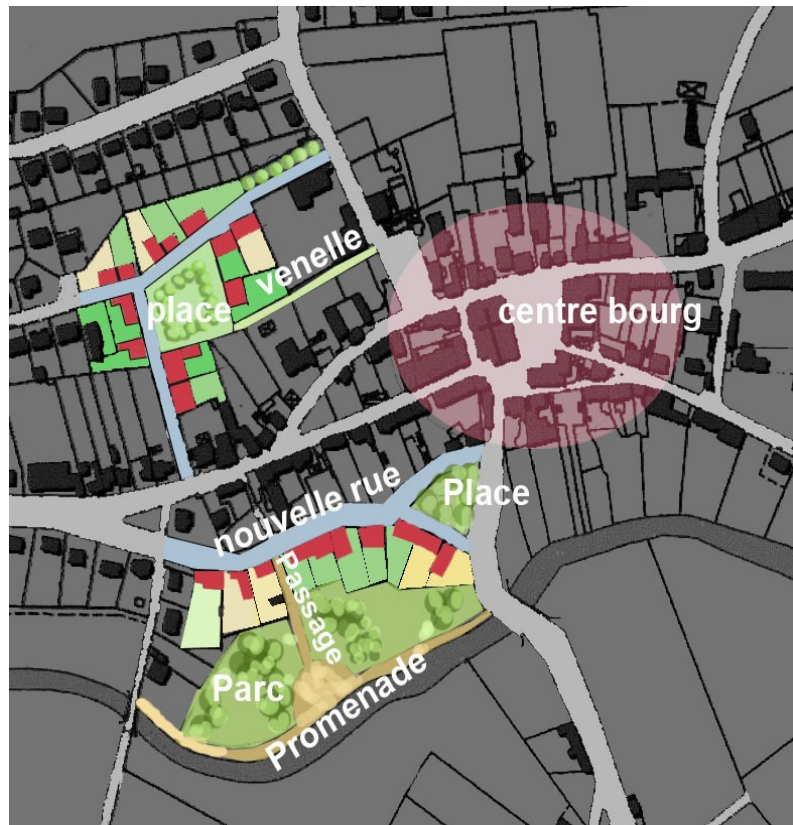 venelle
place
centre bourg
Place
nouvelle rue
Passage
Parc
Promenade